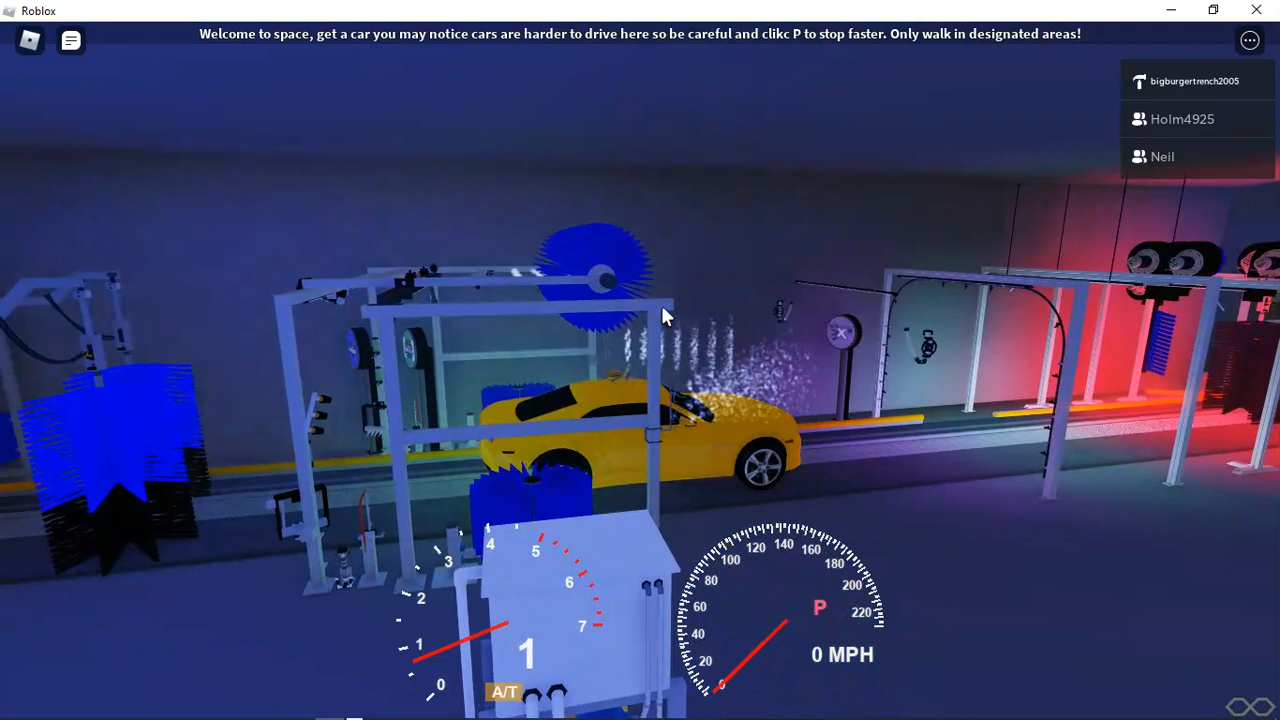 Roblox
Welcome to space, get a car you may notice cars are harder to drive here so be careful and clikc P to stop faster. Only walk in designated areas!
bigburgertrench2005
Holm4925
Neil
X
0
1
2
3
4
5
6
7
1
A/T
0
20
40
60
80
100
120
140
160
180
200
220
P
0 MPH